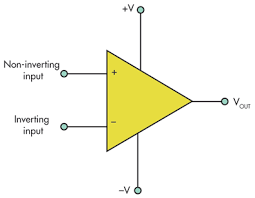 +V
Non-inverting
input
+
VOUT
Inverting
input
–
–V